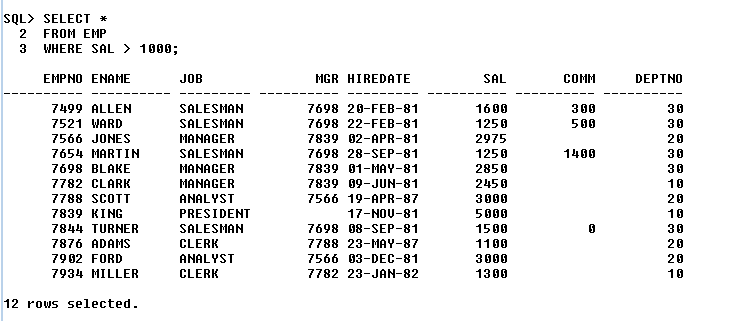 SQL> SELECT *
  2  FROM EMP
  3  WHERE SAL > 1000;
     EMPNO ENAME      JOB              MGR HIREDATE         SAL       COMM     DEPTNO
---------- ---------- --------- ---------- --------- ---------- ---------- ----------
      7499 ALLEN      SALESMAN        7698 20-FEB-81       1600        300         30
      7521 WARD       SALESMAN        7698 22-FEB-81       1250        500         30
      7566 JONES      MANAGER         7839 02-APR-81       2975                    20
      7654 MARTIN     SALESMAN        7698 28-SEP-81       1250       1400         30
      7698 BLAKE      MANAGER         7839 01-MAY-81       2850                    30
      7782 CLARK      MANAGER         7839 09-JUN-81       2450                    10
      7788 SCOTT      ANALYST         7566 19-APR-87       3000                    20
      7839 KING       PRESIDENT            17-NOV-81       5000                    10
      7844 TURNER     SALESMAN        7698 08-SEP-81       1500          0         30
      7876 ADAMS      CLERK           7788 23-MAY-87       1100                    20
      7902 FORD       ANALYST         7566 03-DEC-81       3000                    20
      7934 MILLER     CLERK           7782 23-JAN-82       1300                    10
12 rows selected.